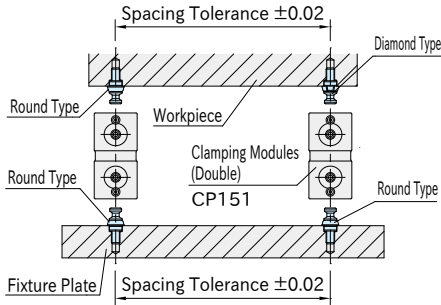 Spacing Tolerance ±0.02
Diamond Type
Round Type
Workpiece
Clamping Modules
(Double)
CP151
Round Type
Round Type
Fixture Plate
Spacing Tolerance ±0.02